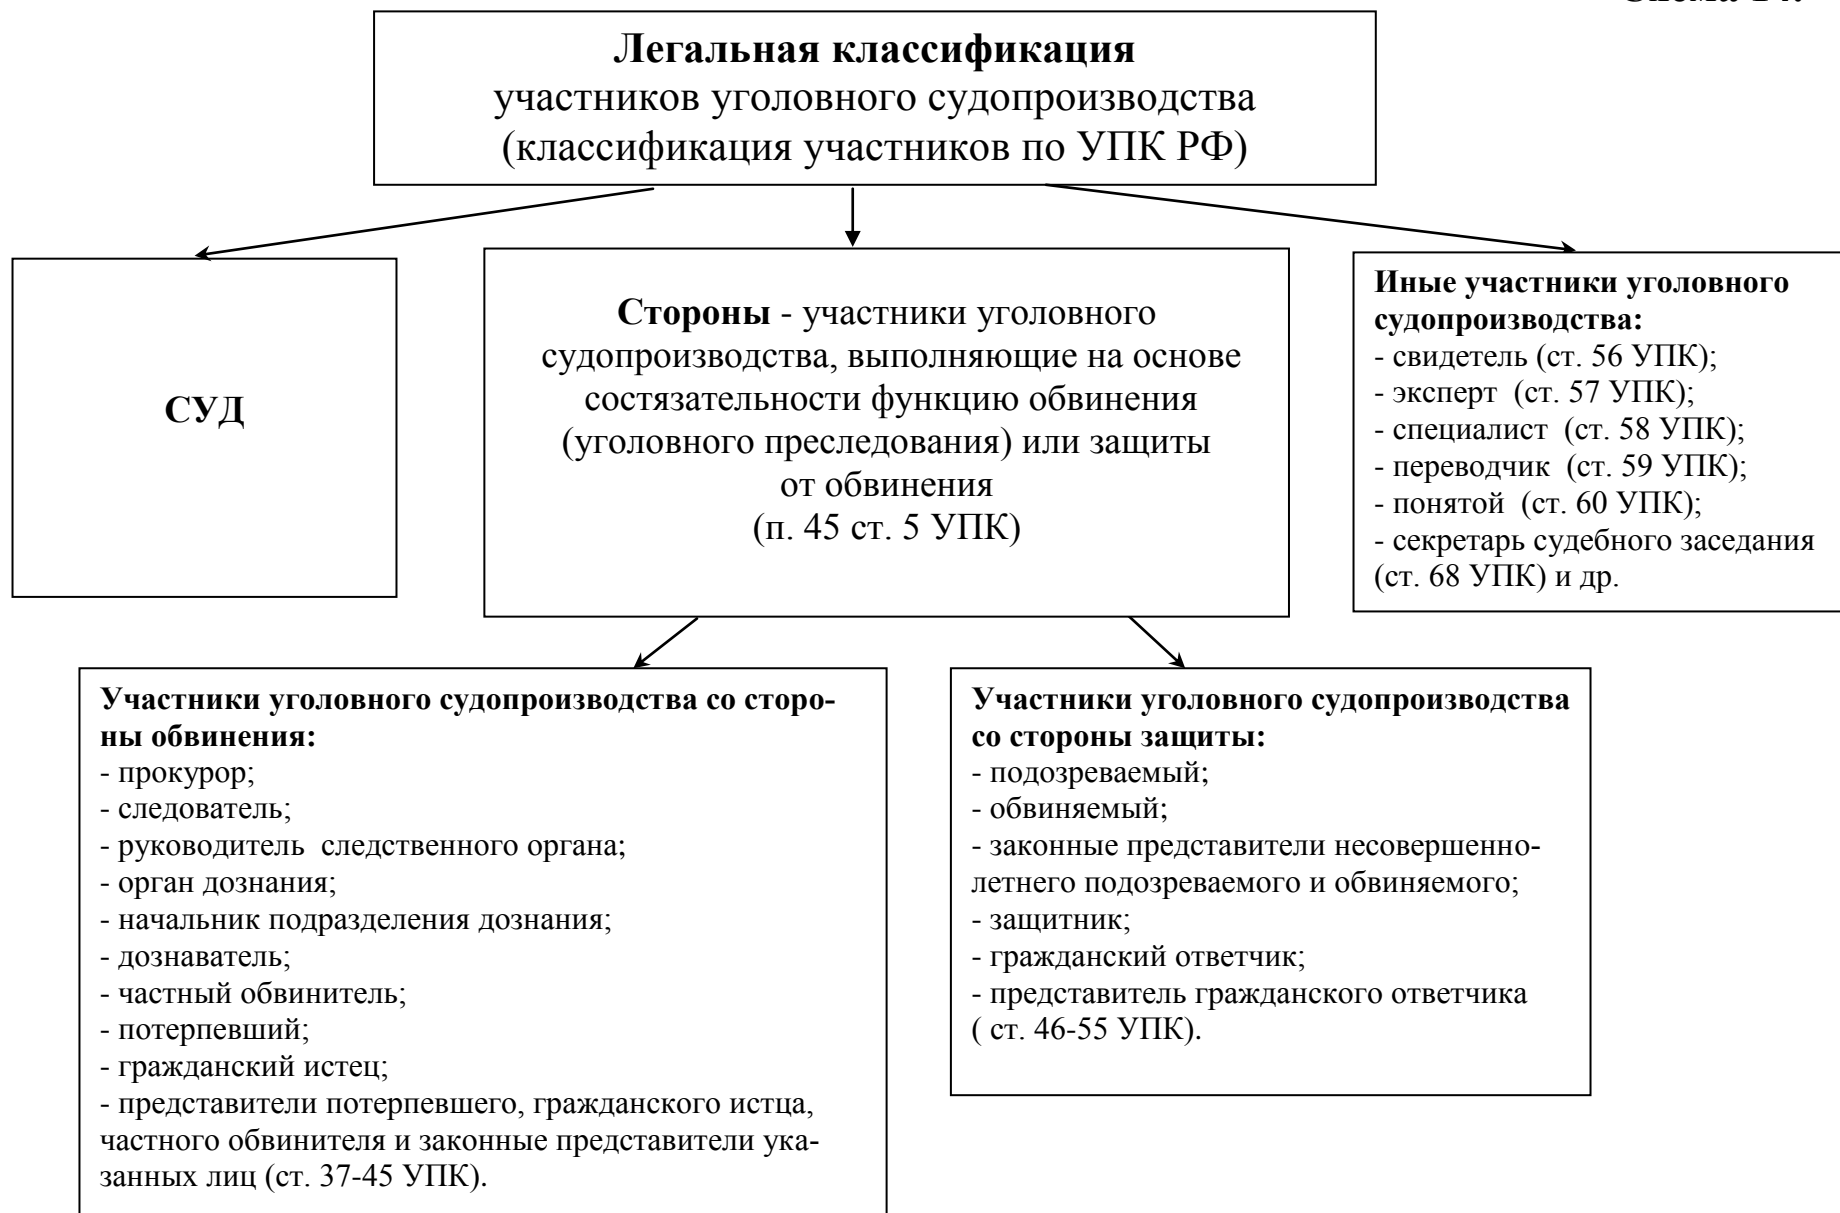 Легальная классификация
участников уголовного судопроизводства
(классификация участников по УПК РФ)
СУД
Стороны - участники уголовного
судопроизводства, выполняющие на основе
состязательности функцию обвинения
(уголовного преследования) или защиты
от обвинения
(п. 45 ст. 5 УПК)
Иные участники уголовного
судопроизводства:
- свидетель (ст. 56 УПК);
- эксперт (ст. 57 УПК);
- специалист (ст. 58 УПК);
- переводчик (ст. 59 УПК);
- понятой (ст. 60 УПК);
- секретарь судебного заседания
(ст. 68 УПК) и др.
Участники уголовного судопроизводства со сторо-
ны обвинения:
- прокурор;
- следователь;
- руководитель следственного органа;
- орган дознания;
- начальник подразделения дознания;
- дознаватель;
- частный обвинитель;
- потерпевший;
- гражданский истец;
- представители потерпевшего, гражданского истца,
частного обвинителя и законные представители ука-
занных лиц (ст. 37-45 УПК).
Участники уголовного судопроизводства
со стороны защиты:
- подозреваемый;
- обвиняемый;
- законные представители несовершенно-
летнего подозреваемого и обвиняемого;
- защитник;
- гражданский ответчик;
- представитель гражданского ответчика
( ст. 46-55 УПК).